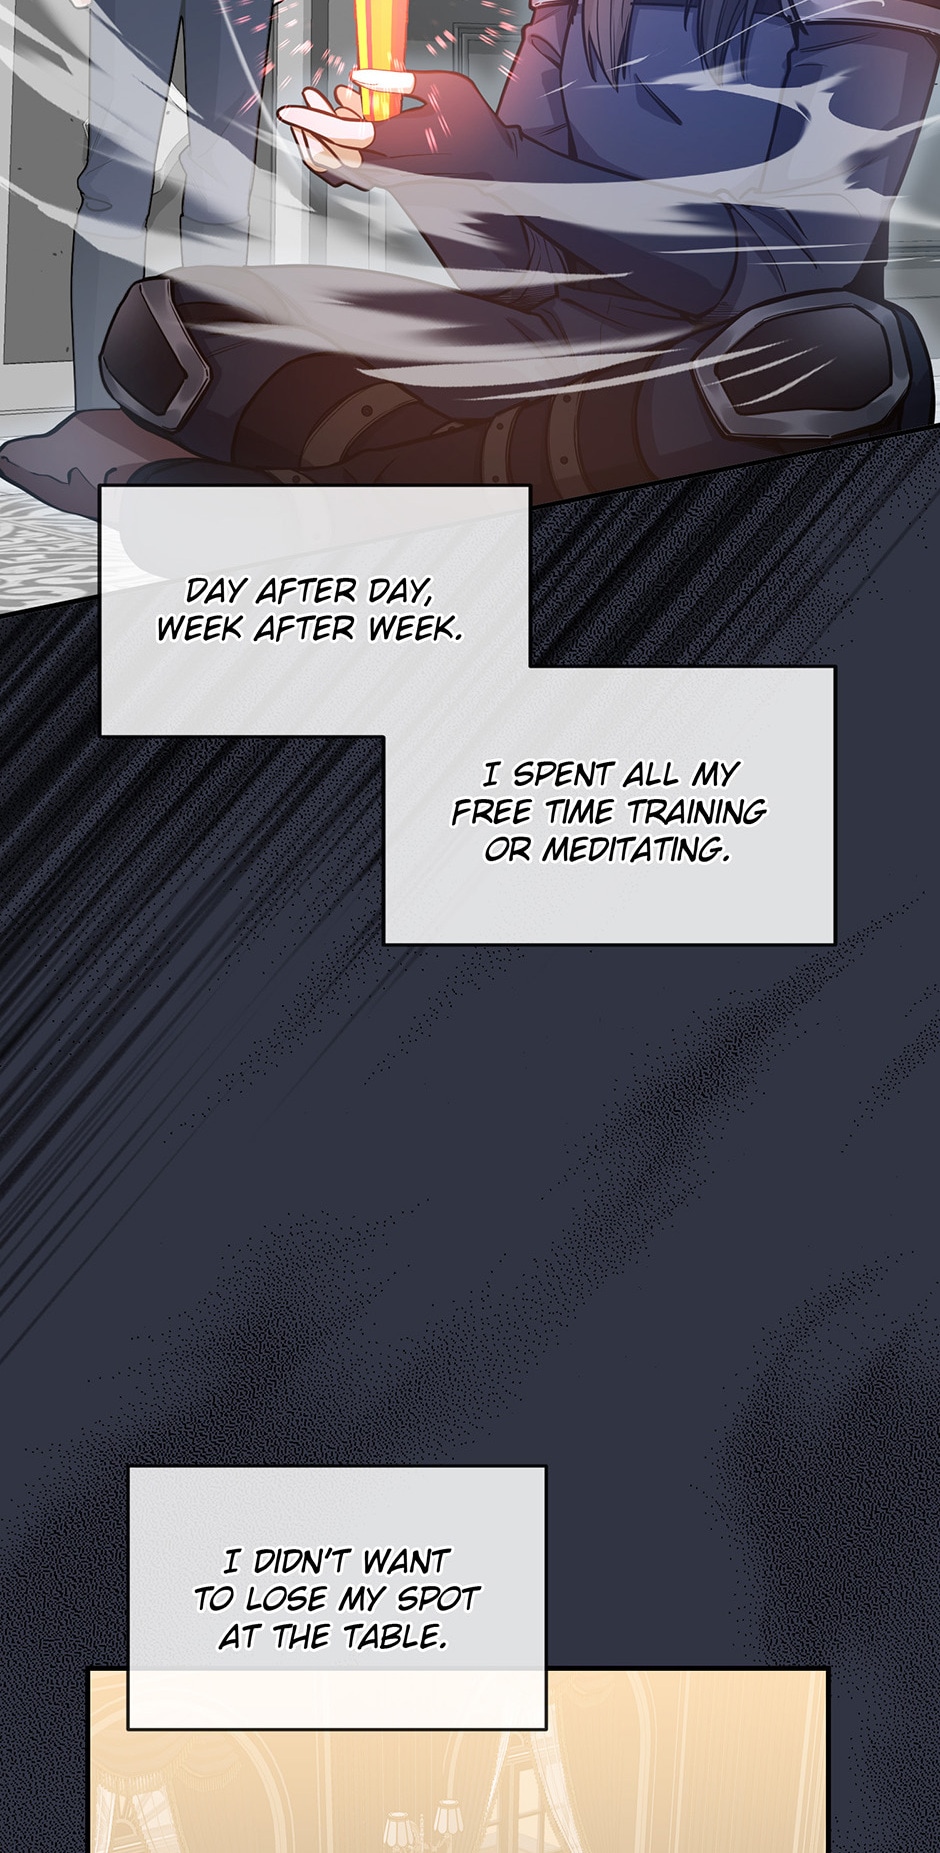 DAY AFTER DAY,
WEEK AFTER WEEK.
I SPENT ALL MY
FREE TIME TRAINING
OR MEDITATING.
I DIDN'T WANT
TO LOSE MY SPOT
AT THE TABLE.